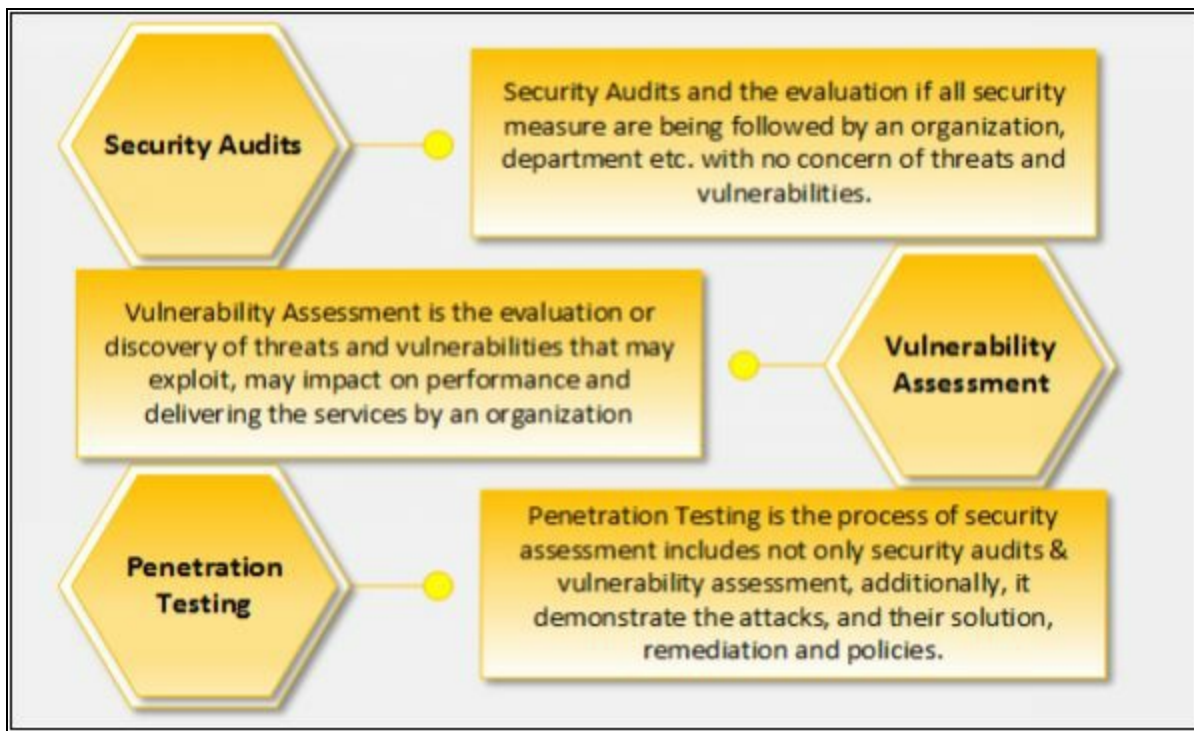 Security Audits
Security Audits and the evaluation if all security
measure are being followed by an organization,
department etc. with no concern of threats and
vulnerabilities.
Vulnerability Assessment is the evaluation or
discovery of threats and vulnerabilities that may
exploit, may impact on performance and
delivering the services by an organization
Vulnerability
Assessment
Penetration
Testing
Penetration Testing is the process of security
assessment includes not only security audits &
vulnerability assessment, additionally, it
demonstrate the attacks, and their solution,
remediation and policies.